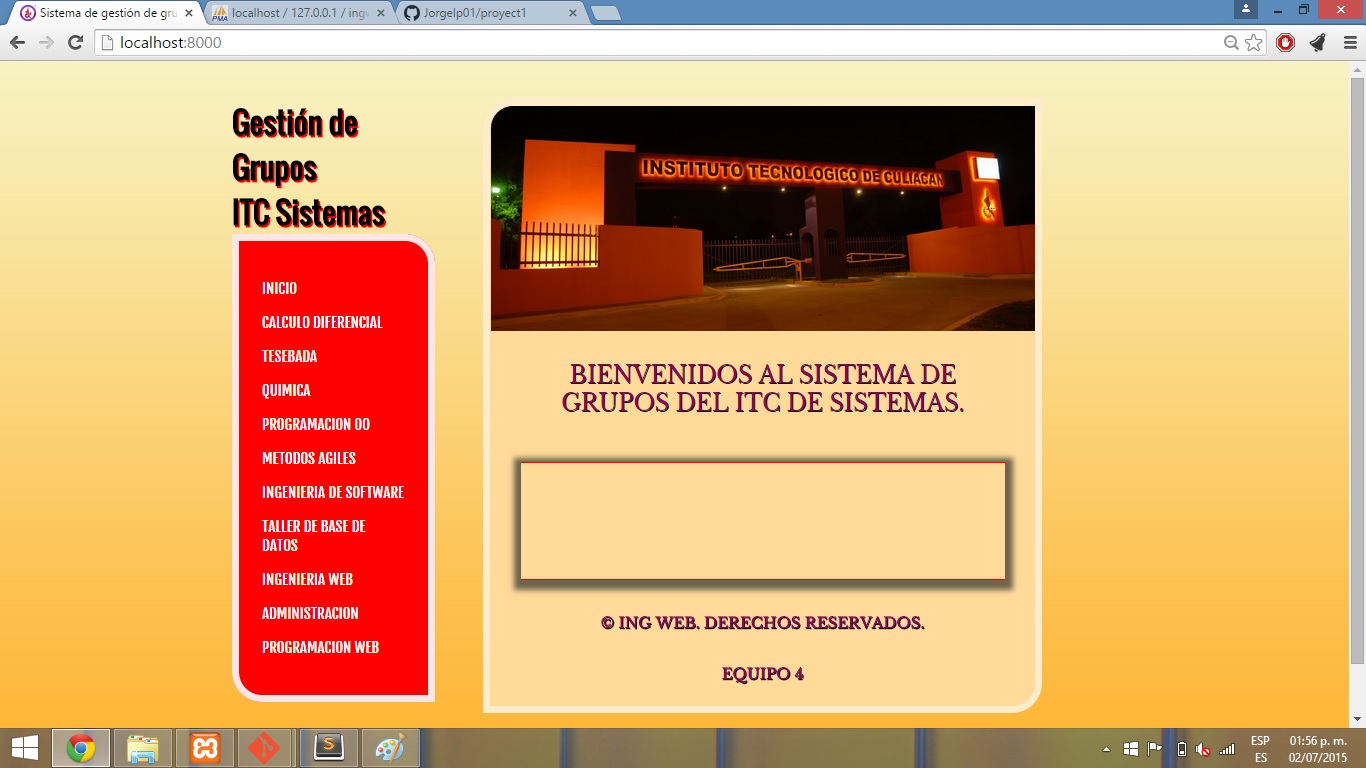 Sistema de gestión de gru
localhost / 127.0.0.1 / ing
Jorgelp01/proyect1
localhost:8000
Gestión de
Grupos
ITC Sistemas
INICIO
CALCULO DIFERENCIAL
TESEBADA
QUIMICA
PROGRAMACION OO
METODOS AGILES
INGENIERIA DE SOFTWARE
TALLER DE BASE DE
DATOS
INGENIERIA WEB
ADMINISTRACION
PROGRAMACION WEB
INSTITUTO TECNOLOGICO DE CULIACAN
BIENVENIDOS AL SISTEMA DE
GRUPOS DEL ITC DE SISTEMAS.
© ING WEB. DERECHOS RESERVADOS.
EQUIPO 4
ESP
ES
01:56 p. m.
02/07/2015